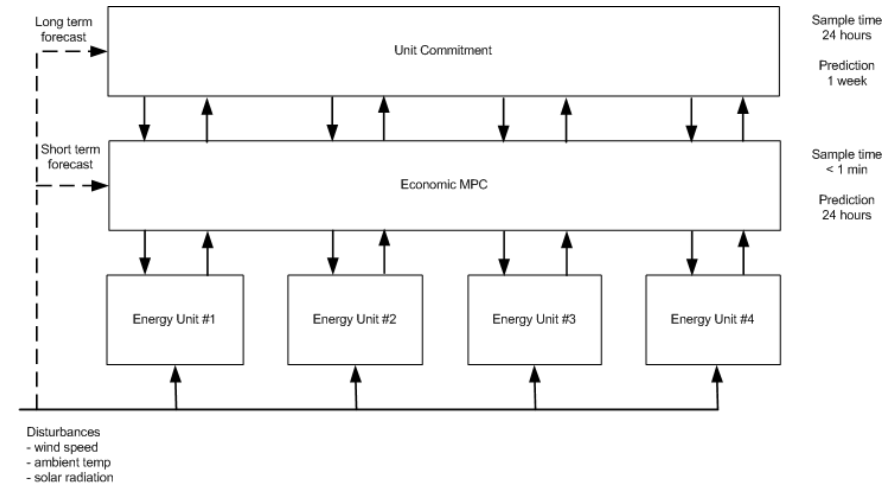 Long term
forecast
Unit Commitment
Sample time
24 hours
Prediction
1 week
Short term
forecast
Economic MPC
Sample time
< 1 min
Prediction
24 hours
Energy Unit #1
Energy Unit #2
Energy Unit #3
Energy Unit #4
Disturbances
- wind speed
- ambient temp
- solar radiation